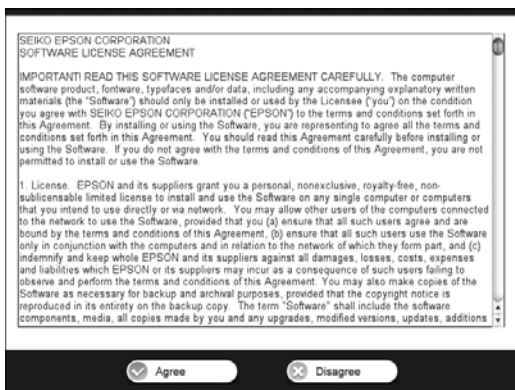 SEIKO EPSON CORPORATION
SOFTWARE LICENSE AGREEMENT
IMPORTANT! READ THIS SOFTWARE LICENSE AGREEMENT CAREFULLY.  The computer
software product, fontware, typefaces and/or data, including any accompanying explanatory written
materials (the "Software") should only be installed or used by the Licensee ("you") on the condition
you agree with SEIKO EPSON CORPORATION ("EPSON") to the terms and conditions set forth in
this Agreement.  By installing or using the Software, you are representing to agree all the terms and
conditions set forth in this Agreement.  You should read this Agreement carefully before installing or
using the Software.  If you do not agree with the terms and conditions of this Agreement, you are not
permitted to install or use the Software.
1. License.  EPSON and its suppliers grant you a personal, nonexclusive, royalty-free, non-
sublicensable limited license to install and use the Software on any single computer or computers
that you intend to use directly or via network.  You may allow other users of the computers connected
to the network to use the Software, provided that you (a) ensure that all such users agree and are
bound by the terms and conditions of this Agreement, (b) ensure that all such users use the Software
only in conjunction with the computers and in relation to the network of which they form part, and (c)
indemnify and keep whole EPSON and its suppliers against all damages, losses, costs, expenses
and liabilities which EPSON or its suppliers may incur as a consequence of such users failing to
observe and perform the terms and conditions of this Agreement.  You may also make copies of the
Software as necessary for backup and archival purposes, provided that the copyright notice is
reproduced in its entirety on the backup copy.  The term "Software" shall include the software
components, media, all copies made by you and any upgrades, modified versions, updates, additions
Agree
Disagree